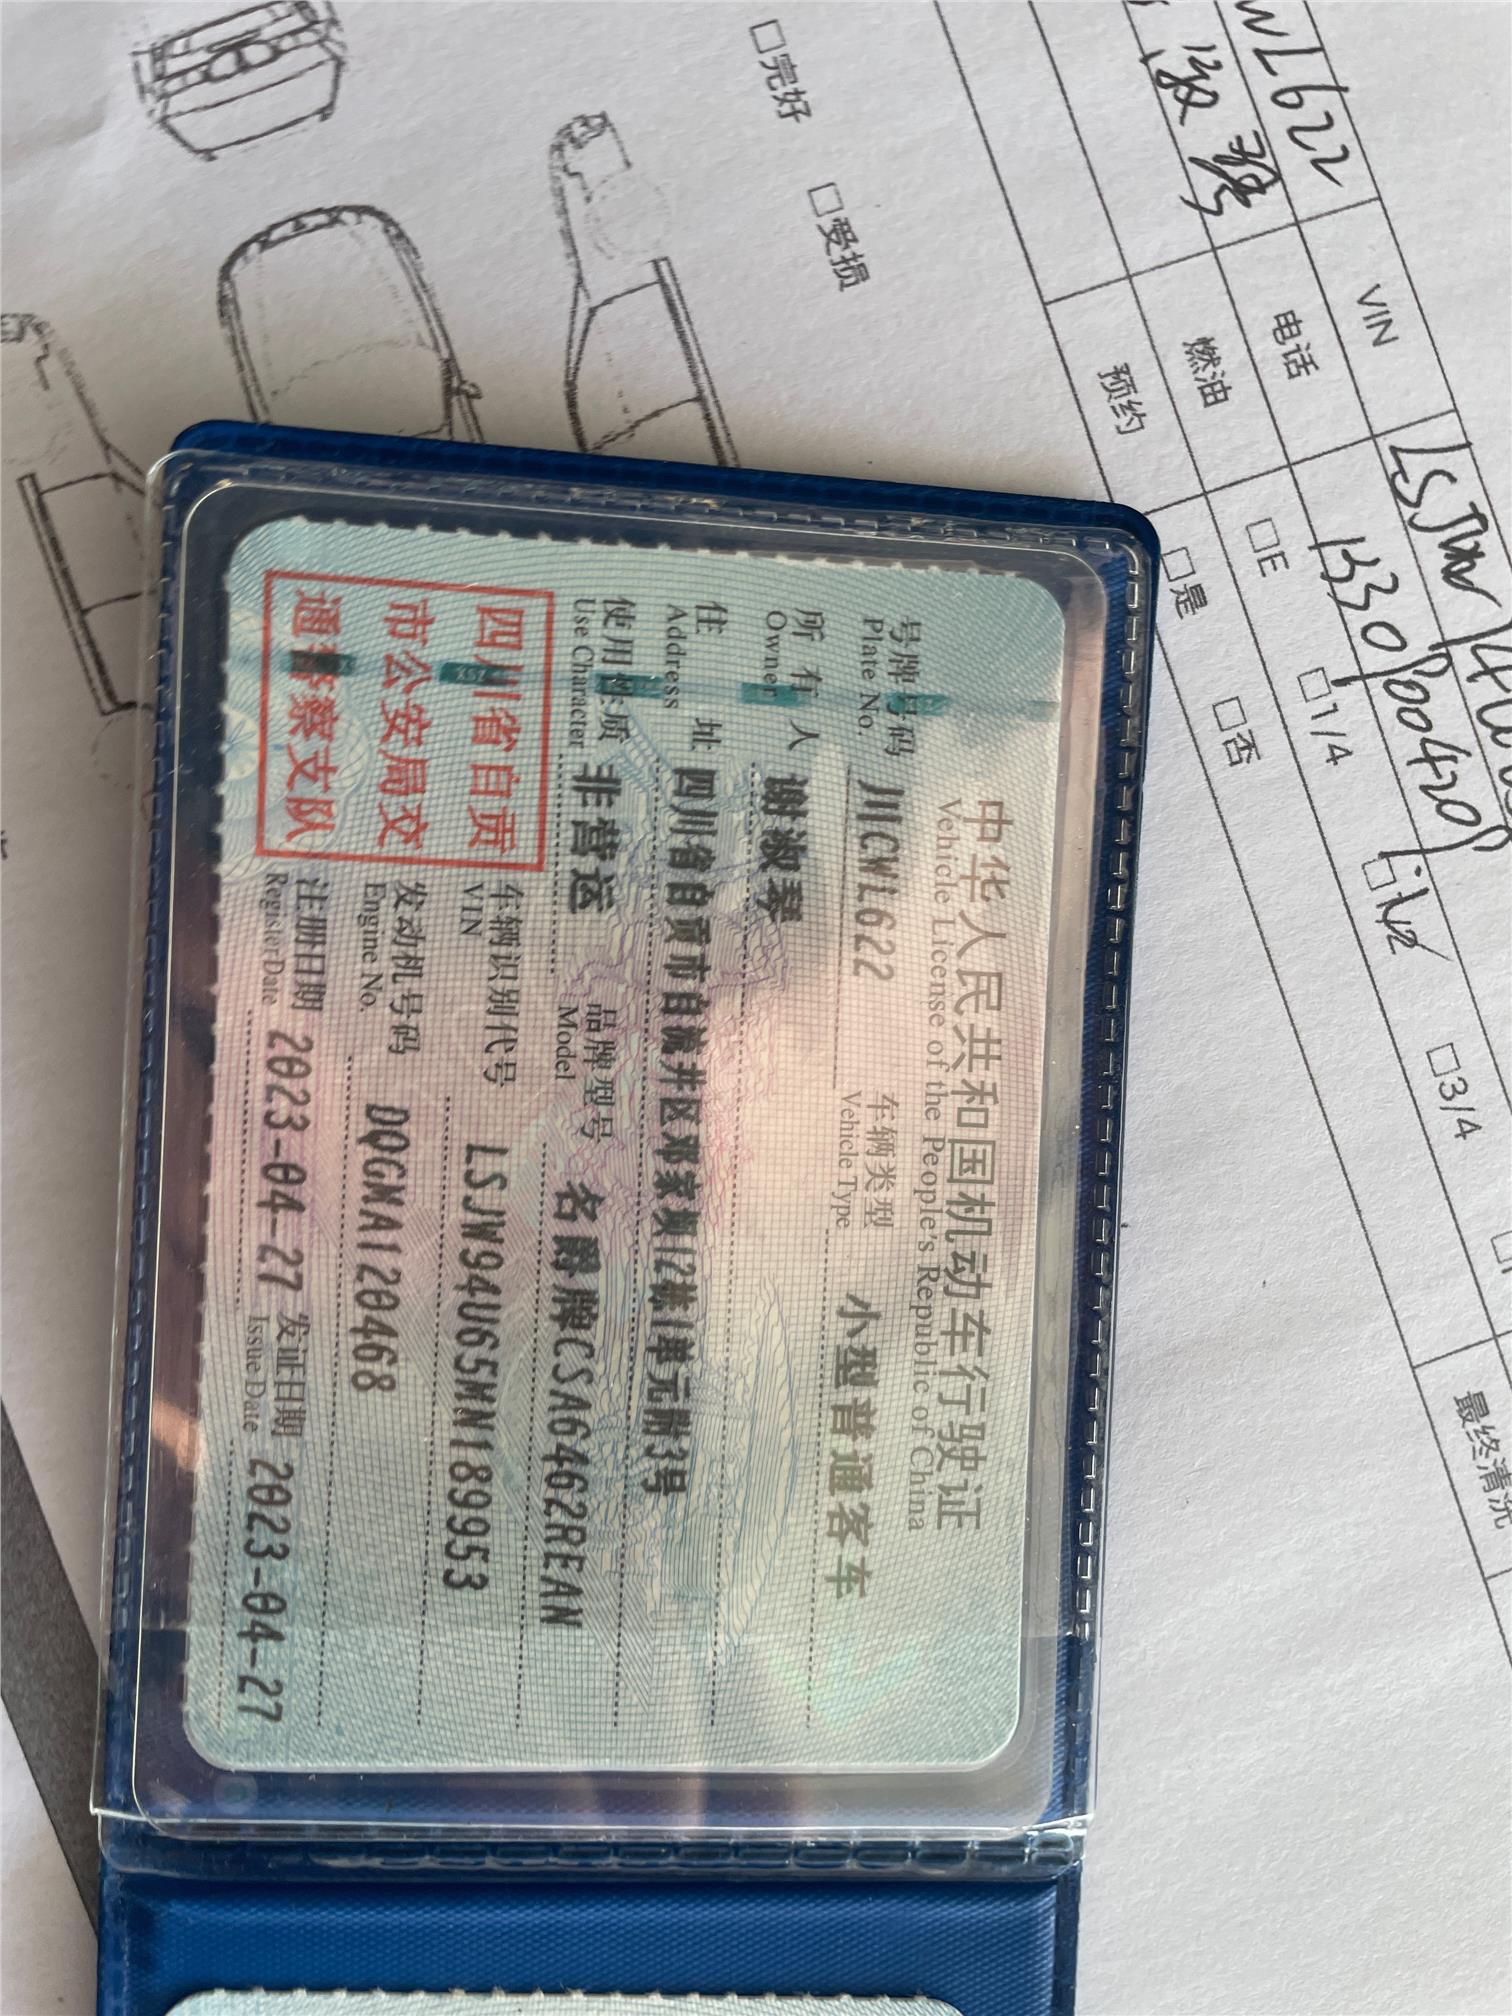 中华人民共和国机动车行驶证
Vehicle License of the People's Republic of China
号牌号码 川CWL622 车辆类型 小型普通客车
Plate No. Vehicle Type
所有人 谢淑琴
Owner
住址 四川省自贡市自流井区邓家坝12栋1单元附3号
Address
使用性质 非营运 品牌型号 名爵牌CSA6462REAN
Use Character Model
四川省自贡
市公安局交
通警察支队
车辆识别代号 LSJW94U65MN189953
VIN
发动机号码 DQGMA120468
Engine No.
注册日期 2023-04-27 发证日期 2023-04-27
Register Date Issue Date
WL622 VIN
电话 13308004208
燃油 □E □1/4 □3/4
预约 □是 □否
□完好 □受损
最终清洗